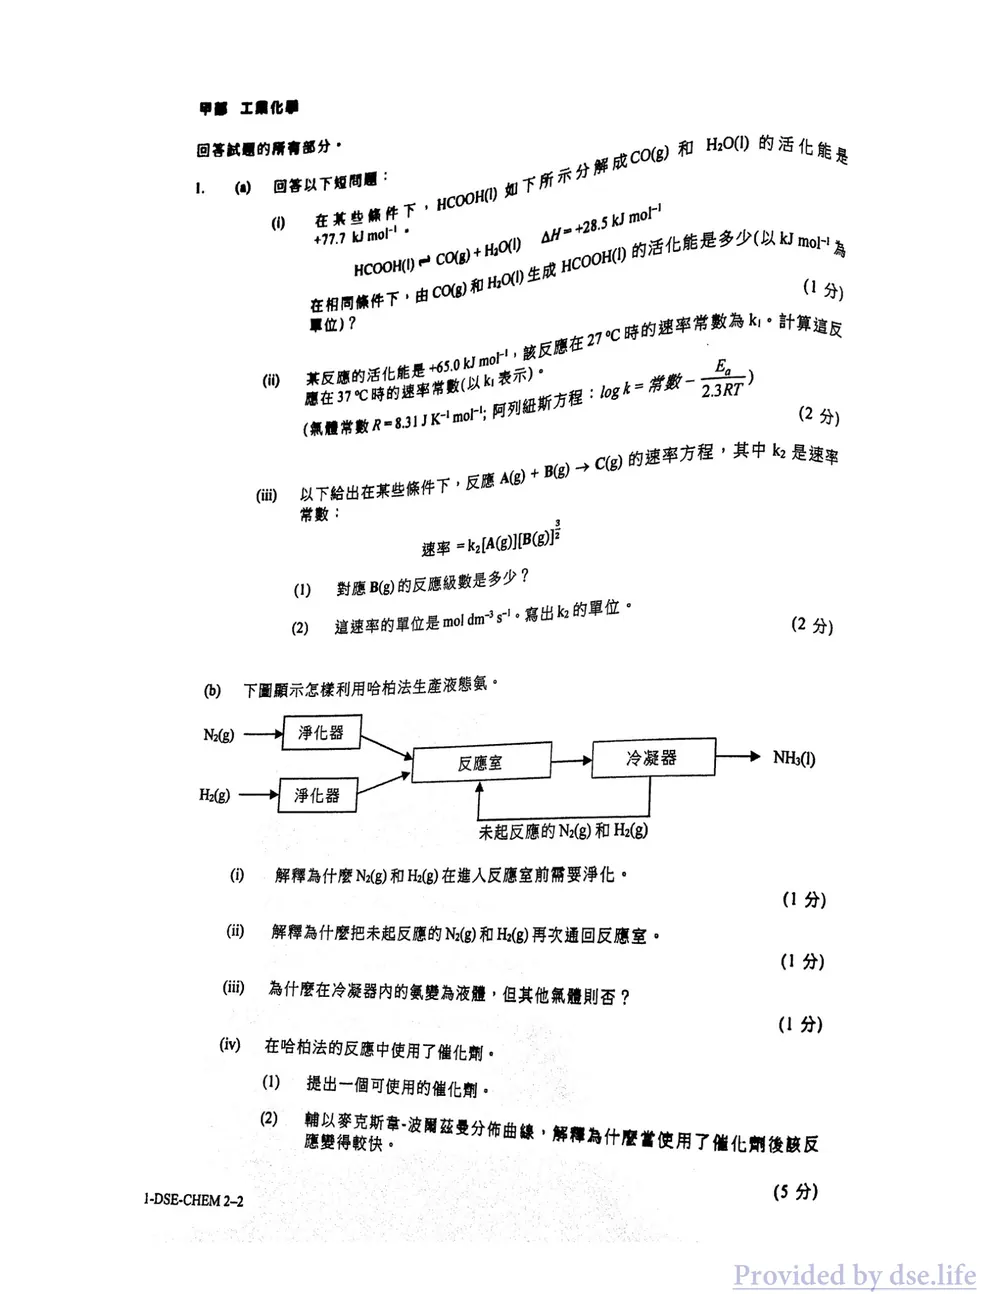 甲部 工業化學
回答試題的所有部分。
1. (a) 回答以下短問題：
(i) 在某些條件下，HCOOH(l) 如下所示分解成CO(g) 和 H₂O(l) 的活化能是
+77.7 kJ mol⁻¹。
HCOOH(l) ⇌ CO(g) + H₂O(l) ΔH = +28.5 kJ mol⁻¹
在相同條件下，由 CO(g) 和 H₂O(l) 生成 HCOOH(l) 的活化能是多少(以 kJ mol⁻¹ 為
單位)？
(1 分)
(ii) 某反應的活化能是 +65.0 kJ mol⁻¹，該反應在 27 °C 時的速率常數為 k₁。計算這反
應在 37 °C 時的速率常數(以 k₁ 表示)。
(氣體常數 R = 8.31 J K⁻¹ mol⁻¹; 阿列紐斯方程：log k = 常數 − Eₐ/2.3RT)
(2 分)
(iii) 以下給出在某些條件下，反應 A(g) + B(g) → C(g) 的速率方程，其中 k₂ 是速率
常數：
速率 = k₂[A(g)][B(g)]^(3/2)
(1) 對應 B(g) 的反應級數是多少？
(2) 這速率的單位是 mol dm⁻³ s⁻¹。寫出 k₂ 的單位。
(2 分)
(b) 下圖顯示怎樣利用哈柏法生產液態氨。
N₂(g) 淨化器
反應室 冷凝器 NH₃(l)
H₂(g) 淨化器
未起反應的 N₂(g) 和 H₂(g)
(i) 解釋為什麼 N₂(g) 和 H₂(g) 在進入反應室前需要淨化。
(1 分)
(ii) 解釋為什麼把未起反應的 N₂(g) 和 H₂(g) 再次通回反應室。
(1 分)
(iii) 為什麼在冷凝器內的氨變為液體，但其他氣體則否？
(1 分)
(iv) 在哈柏法的反應中使用了催化劑。
(1) 提出一個可使用的催化劑。
(2) 輔以麥克斯韋-波爾茲曼分佈曲線，解釋為什麼當使用了催化劑後該反
應變得較快。
(5 分)
1-DSE-CHEM 2–2
Provided by dse.life